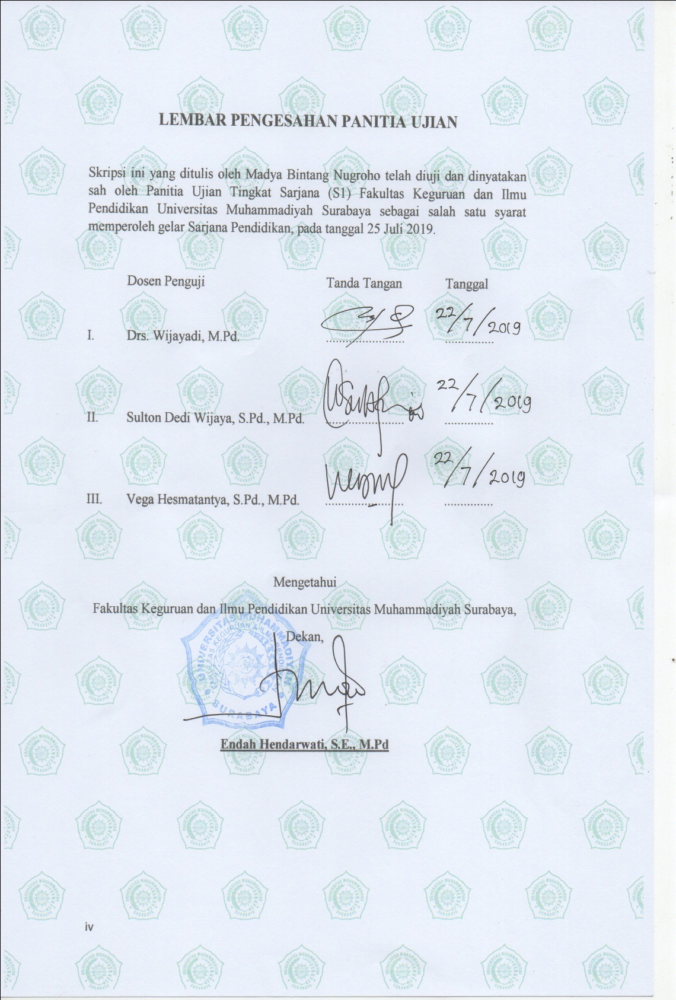 LEMBAR PENGESAHAN PANITIA UJIAN
Skripsi ini yang ditulis oleh Madya Bintang Nugroho telah diuji dan dinyatakan
sah oleh Panitia Ujian Tingkat Sarjana (S1) Fakultas Keguruan dan Ilmu
Pendidikan Universitas Muhammadiyah Surabaya sebagai salah satu syarat
memperoleh gelar Sarjana Pendidikan, pada tanggal 25 Juli 2019.
Dosen Penguji Tanda Tangan Tanggal
I. Drs. Wijayadi, M.Pd. ........................ 22/7/2019 ...............
II. Sulton Dedi Wijaya, S.Pd., M.Pd. ........................ 22/7/2019 ...............
III. Vega Hesmatantya, S.Pd., M.Pd. ........................ 22/7/2019 ...............
Mengetahui
Fakultas Keguruan dan Ilmu Pendidikan Universitas Muhammadiyah Surabaya,
Dekan,
UNIVERSITAS MUHAMMADIYAH
SURABAYA
Endah Hendarwati, S.E., M.Pd
iv